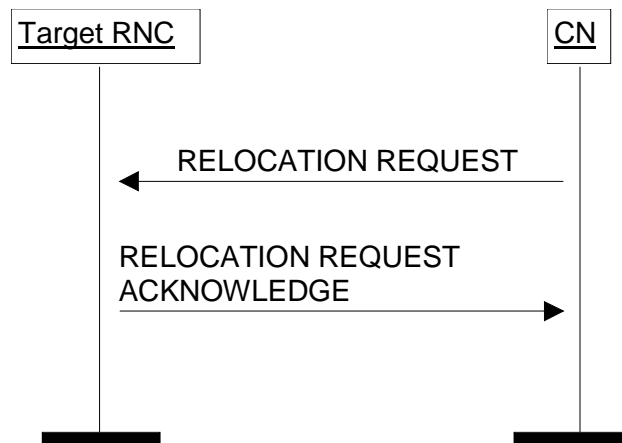 Target RNC
CN
RELOCATION REQUEST
RELOCATION REQUEST
ACKNOWLEDGE